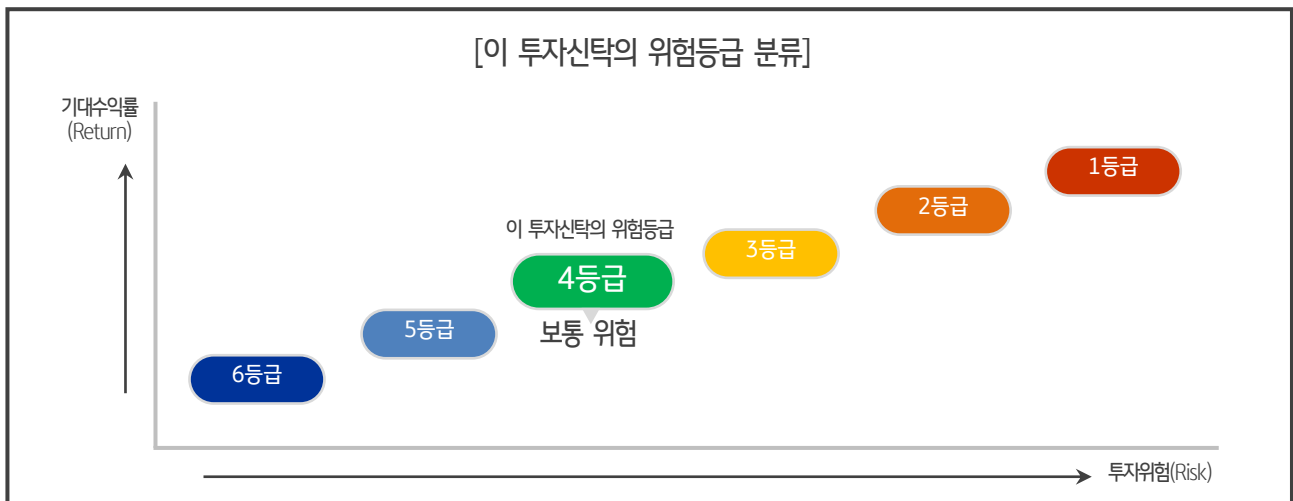 [이 투자신탁의 위험등급 분류]
기대수익률
(Return)
1등급
2등급
이 투자신탁의 위험등급
3등급
4등급
5등급
보통 위험
6등급
투자위험(Risk)